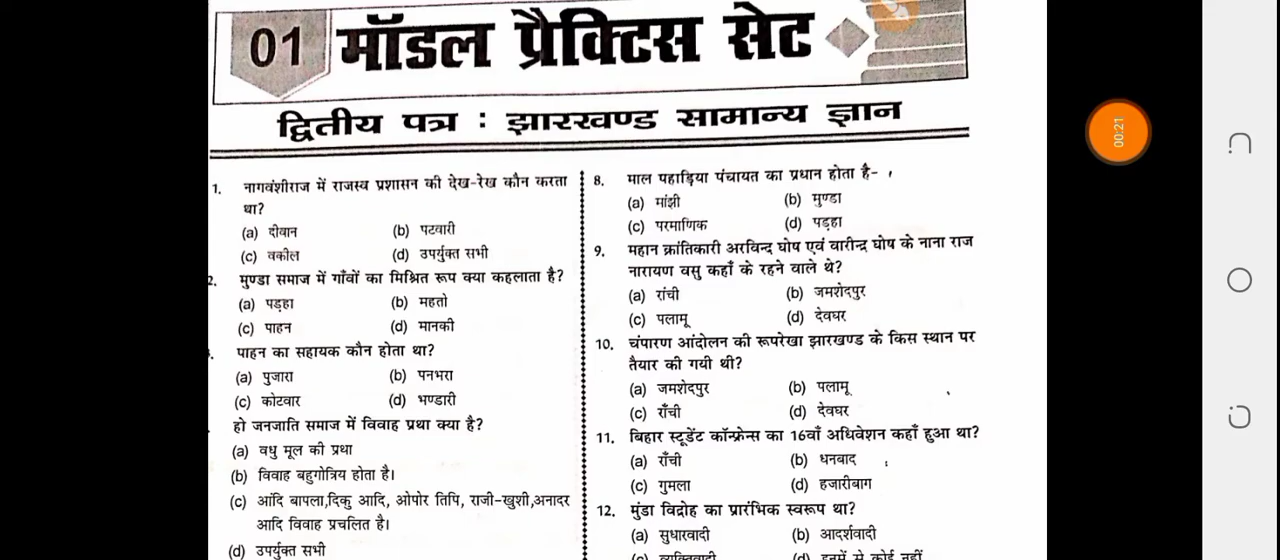 01 मॉडल प्रैक्टिस सेट
द्वितीय पत्र : झारखण्ड सामान्य ज्ञान
1. नागवंशीराज में राजस्व प्रशासन की देख-रेख कौन करता
था?
(a) दीवान (b) पटवारी
(c) वकील (d) उपर्युक्त सभी
2. मुण्डा समाज में गाँवों का मिश्रित रूप क्या कहलाता है?
(a) पड़हा (b) महतो
(c) पाहन (d) मानकी
. पाहन का सहायक कौन होता था?
(a) पुजारा (b) पनभरा
(c) कोटवार (d) भण्डारी
हो जनजाति समाज में विवाह प्रथा क्या है?
(a) वधु मूल की प्रथा
(b) विवाह बहुगोत्रिय होता है।
(c) आंदि बापला,दिकु आदि, ओपोर तिपि, राजी-खुशी,अनादर
आदि विवाह प्रचलित है।
(d) उपर्युक्त सभी
8. माल पहाड़िया पंचायत का प्रधान होता है-
(a) मांझी (b) मुण्डा
(c) परमाणिक (d) पड़हा
9. महान क्रांतिकारी अरविन्द घोष एवं वारीन्द्र घोष के नाना राज
नारायण वसु कहाँ के रहने वाले थे?
(a) रांची (b) जमशेदपुर
(c) पलामू (d) देवघर
10. चंपारण आंदोलन की रूपरेखा झारखण्ड के किस स्थान पर
तैयार की गयी थी?
(a) जमशेदपुर (b) पलामू
(c) राँची (d) देवघर
11. बिहार स्टूडेंट कॉन्फ्रेन्स का 16वाँ अधिवेशन कहाँ हुआ था?
(a) राँची (b) धनबाद
(c) गुमला (d) हजारीबाग
12. मुंडा विद्रोह का प्रारंभिक स्वरूप था?
(a) सुधारवादी (b) आदर्शवादी
(c) व्यक्तिवादी (d) इनमें से कोई नहीं
00:21